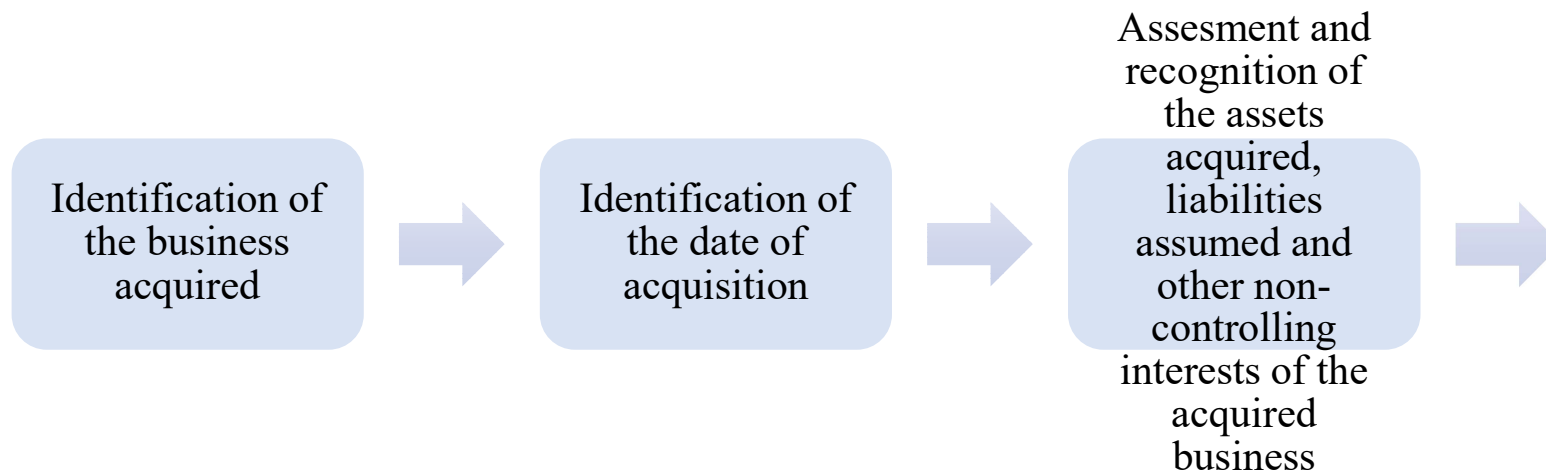 Identification of
the business
acquired
Identification of
the date of
acquisition
Assesment and
recognition of
the assets
acquired,
liabilities
assumed and
other non-
controlling
interests of the
acquired
business